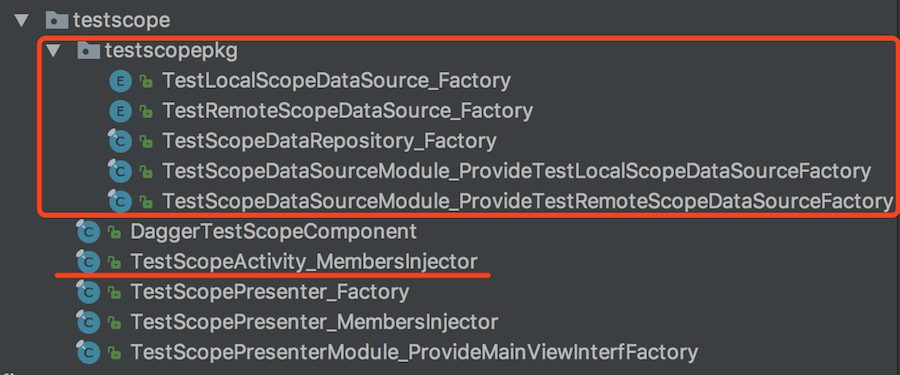 testscope
testscopepkg
E TestLocalScopeDataSource_Factory
E TestRemoteScopeDataSource_Factory
C TestScopeDataRepository_Factory
C TestScopeDataSourceModule_ProvideTestLocalScopeDataSourceFactory
C TestScopeDataSourceModule_ProvideTestRemoteScopeDataSourceFactory
C DaggerTestScopeComponent
C TestScopeActivity_MembersInjector
C TestScopePresenter_Factory
C TestScopePresenter_MembersInjector
C TestScopePresenterModule_ProvideMainViewInterfFactory